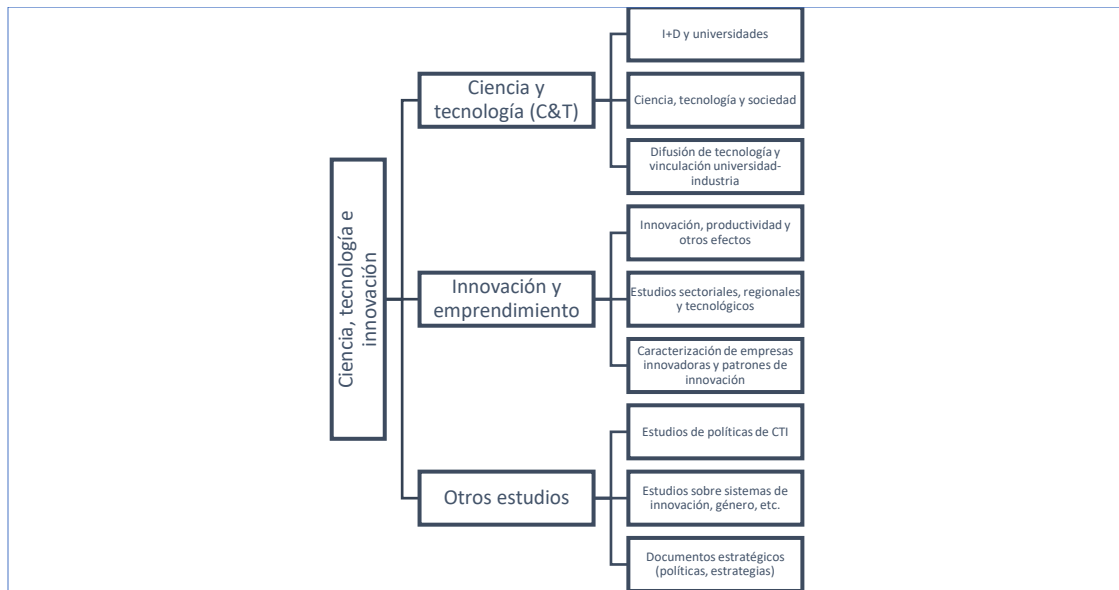 Ciencia, tecnología e
innovación
Ciencia y
tecnología (C&T)
I+D y universidades
Ciencia, tecnología y sociedad
Difusión de tecnología y
vinculación universidad-
industria
Innovación y
emprendimiento
Innovación, productividad y
otros efectos
Estudios sectoriales, regionales
y tecnológicos
Caracterización de empresas
innovadoras y patrones de
innovación
Otros estudios
Estudios de políticas de CTI
Estudios sobre sistemas de
innovación, género, etc.
Documentos estratégicos
(políticas, estrategias)